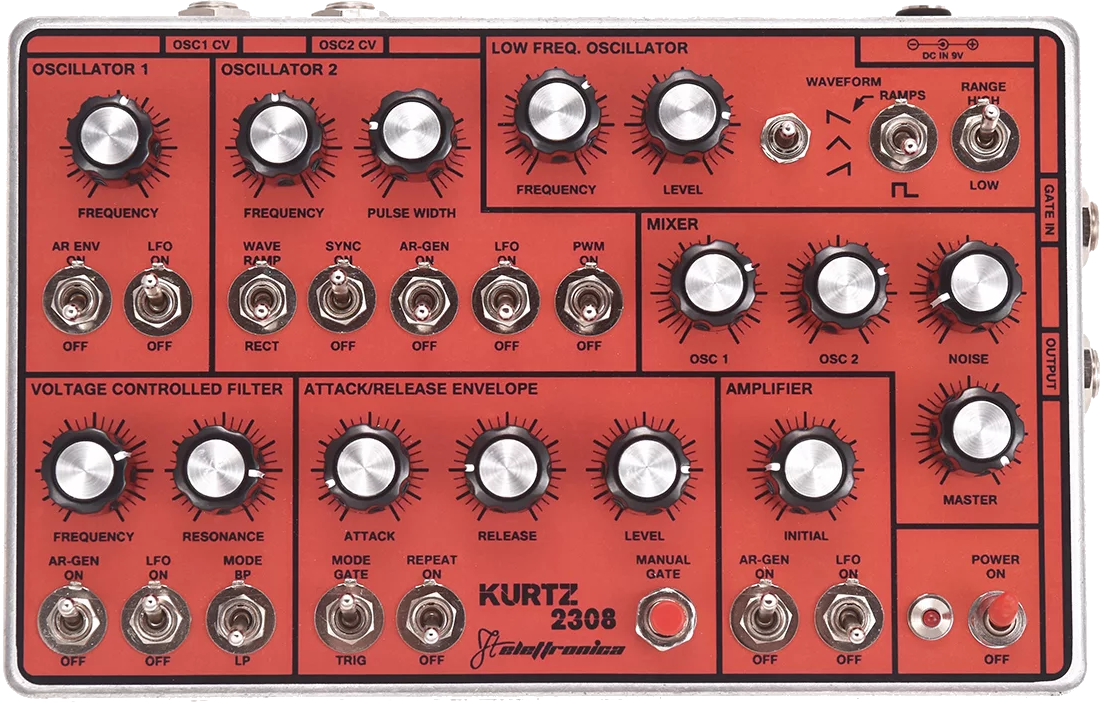 OSC1 CV
OSC2 CV
DC IN 9V
OSCILLATOR 1
FREQUENCY
AR ENV
ON
OFF
LFO
ON
OFF
OSCILLATOR 2
FREQUENCY
PULSE WIDTH
WAVE
RAMP
RECT
SYNC
ON
OFF
AR-GEN
ON
OFF
LFO
ON
OFF
PWM
ON
OFF
LOW FREQ. OSCILLATOR
FREQUENCY
LEVEL
WAVEFORM
RAMPS
RANGE
HIGH
LOW
GATE IN
MIXER
OSC 1
OSC 2
NOISE
MASTER
OUTPUT
VOLTAGE CONTROLLED FILTER
FREQUENCY
RESONANCE
AR-GEN
ON
OFF
LFO
ON
OFF
MODE
BP
LP
ATTACK/RELEASE ENVELOPE
ATTACK
RELEASE
LEVEL
MODE
GATE
TRIG
REPEAT
ON
OFF
KURTZ
2308
JT elettronica
MANUAL
GATE
AMPLIFIER
INITIAL
AR-GEN
ON
OFF
LFO
ON
OFF
POWER
ON
OFF